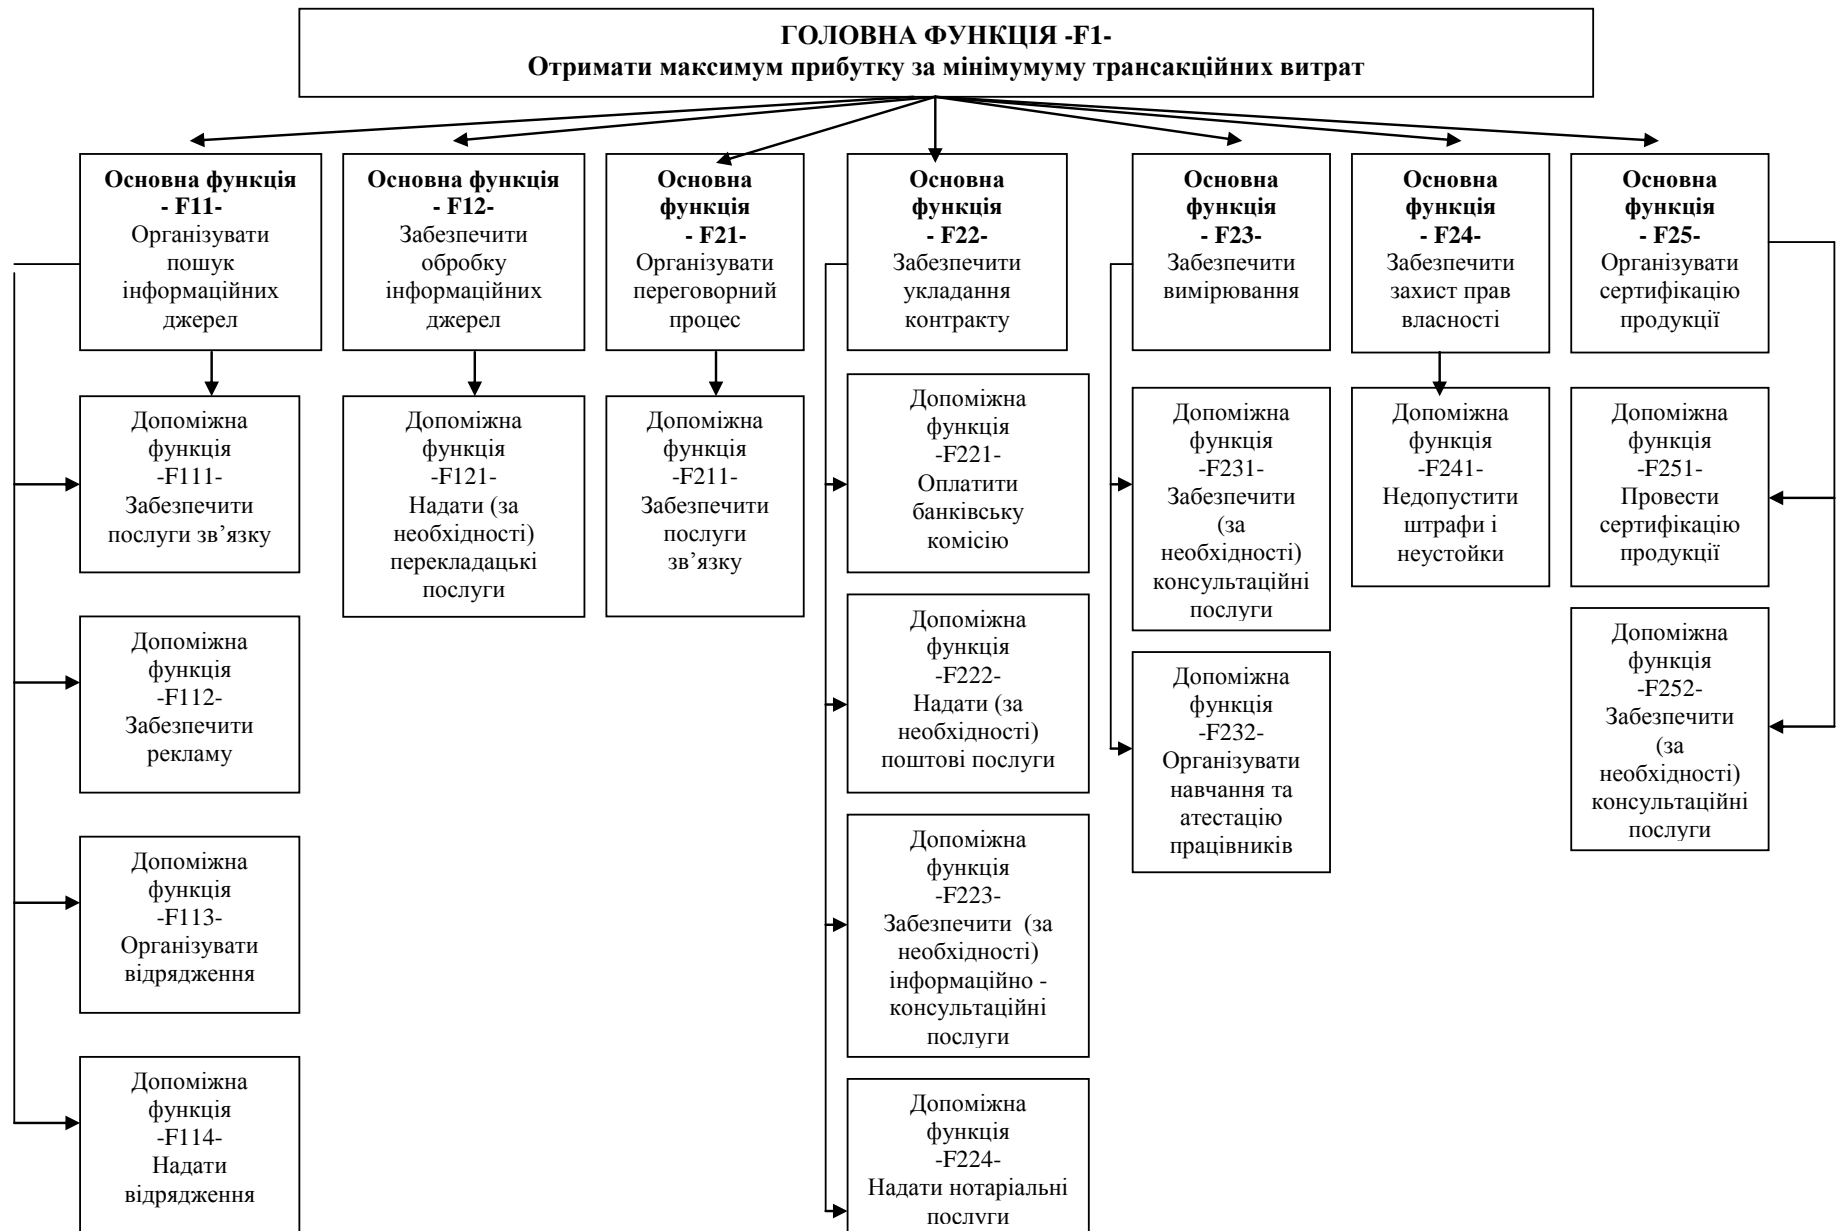 ГОЛОВНА ФУНКЦІЯ -F1-
Отримати максимум прибутку за мінімумуму трансакційних витрат
Основна функція
- F11-
Організувати
пошук
інформаційних
джерел
Основна функція
- F12-
Забезпечити
обробку
інформаційних
джерел
Основна
функція
- F21-
Організувати
переговорний
процес
Основна
функція
- F22-
Забезпечити
укладання
контракту
Основна
функція
- F23-
Забезпечити
вимірювання
Основна
функція
- F24-
Забезпечити
захист прав
власності
Основна
функція
- F25-
Організувати
сертифікацію
продукції
Допоміжна
функція
-F111-
Забезпечити
послуги зв’язку
Допоміжна
функція
-F121-
Надати (за
необхідності)
перекладацькі
послуги
Допоміжна
функція
-F211-
Забезпечити
послуги
зв’язку
Допоміжна
функція
-F221-
Оплатити
банківську
комісію
Допоміжна
функція
-F231-
Забезпечити
(за
необхідності)
консультаційні
послуги
Допоміжна
функція
-F241-
Недопустити
штрафи і
неустойки
Допоміжна
функція
-F251-
Провести
сертифікацію
продукції
Допоміжна
функція
-F112-
Забезпечити
рекламу
Допоміжна
функція
-F222-
Надати (за
необхідності)
поштові послуги
Допоміжна
функція
-F232-
Організувати
навчання та
атестацію
працівників
Допоміжна
функція
-F252-
Забезпечити
(за
необхідності)
консультаційні
послуги
Допоміжна
функція
-F113-
Організувати
відрядження
Допоміжна
функція
-F223-
Забезпечити (за
необхідності)
інформаційно -
консультаційні
послуги
Допоміжна
функція
-F114-
Надати
відрядження
Допоміжна
функція
-F224-
Надати нотаріальні
послуги